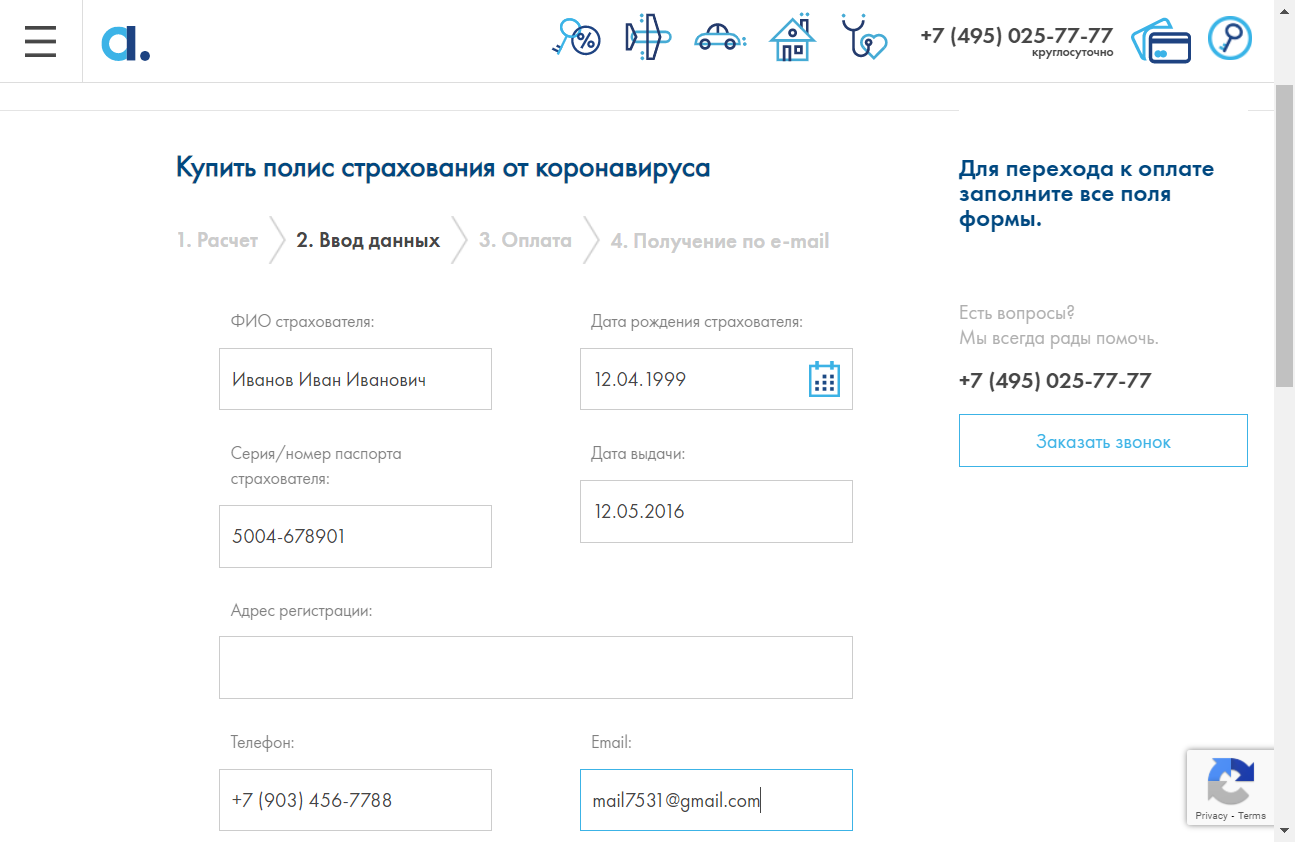 a.
+7 (495) 025-77-77
круглосуточно
Купить полис страхования от коронавируса
1. Расчет
2. Ввод данных
3. Оплата
4. Получение по e-mail
Для перехода к оплате
заполните все поля
формы.
Есть вопросы?
Мы всегда рады помочь.
+7 (495) 025-77-77
Заказать звонок
ФИО страхователя:
Дата рождения страхователя:
Иванов Иван Иванович
12.04.1999
Серия/номер паспорта
страхователя:
Дата выдачи:
5004-678901
12.05.2016
Адрес регистрации:
Телефон:
Email:
+7 (903) 456-7788
mail7531@gmail.com
Privacy - Terms